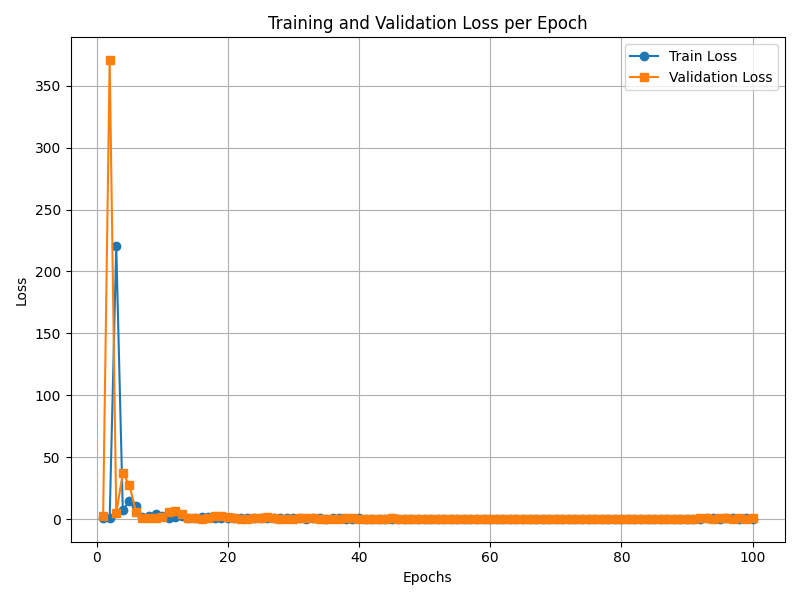 Training and Validation Loss per Epoch
Train Loss
Validation Loss
350
300
250
200
150
100
50
0
Loss
0 20 40 60 80 100
Epochs